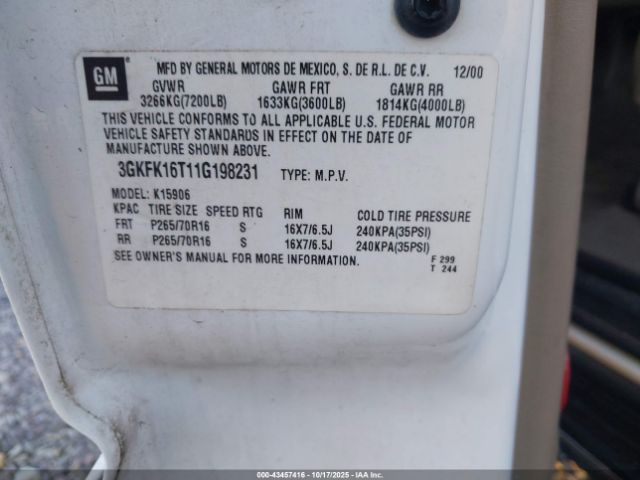 GM
MFD BY GENERAL MOTORS DE MEXICO, S. DE R.L. DE C.V. 12/00
GVWR GAWR FRT GAWR RR
3266KG(7200LB) 1633KG(3600LB) 1814KG(4000LB)
THIS VEHICLE CONFORMS TO ALL APPLICABLE U.S. FEDERAL MOTOR
VEHICLE SAFETY STANDARDS IN EFFECT ON THE DATE OF
MANUFACTURE SHOWN ABOVE.
3GKFK16T11G198231 TYPE: M.P.V.
MODEL: K15906
KPAC TIRE SIZE SPEED RTG RIM COLD TIRE PRESSURE
FRT P265/70R16 S 16X7/6.5J 240KPA(35PSI)
RR P265/70R16 S 16X7/6.5J 240KPA(35PSI)
SEE OWNER'S MANUAL FOR MORE INFORMATION. F 299
T 244
000-43457416 - 10/17/2025 - IAAI.com